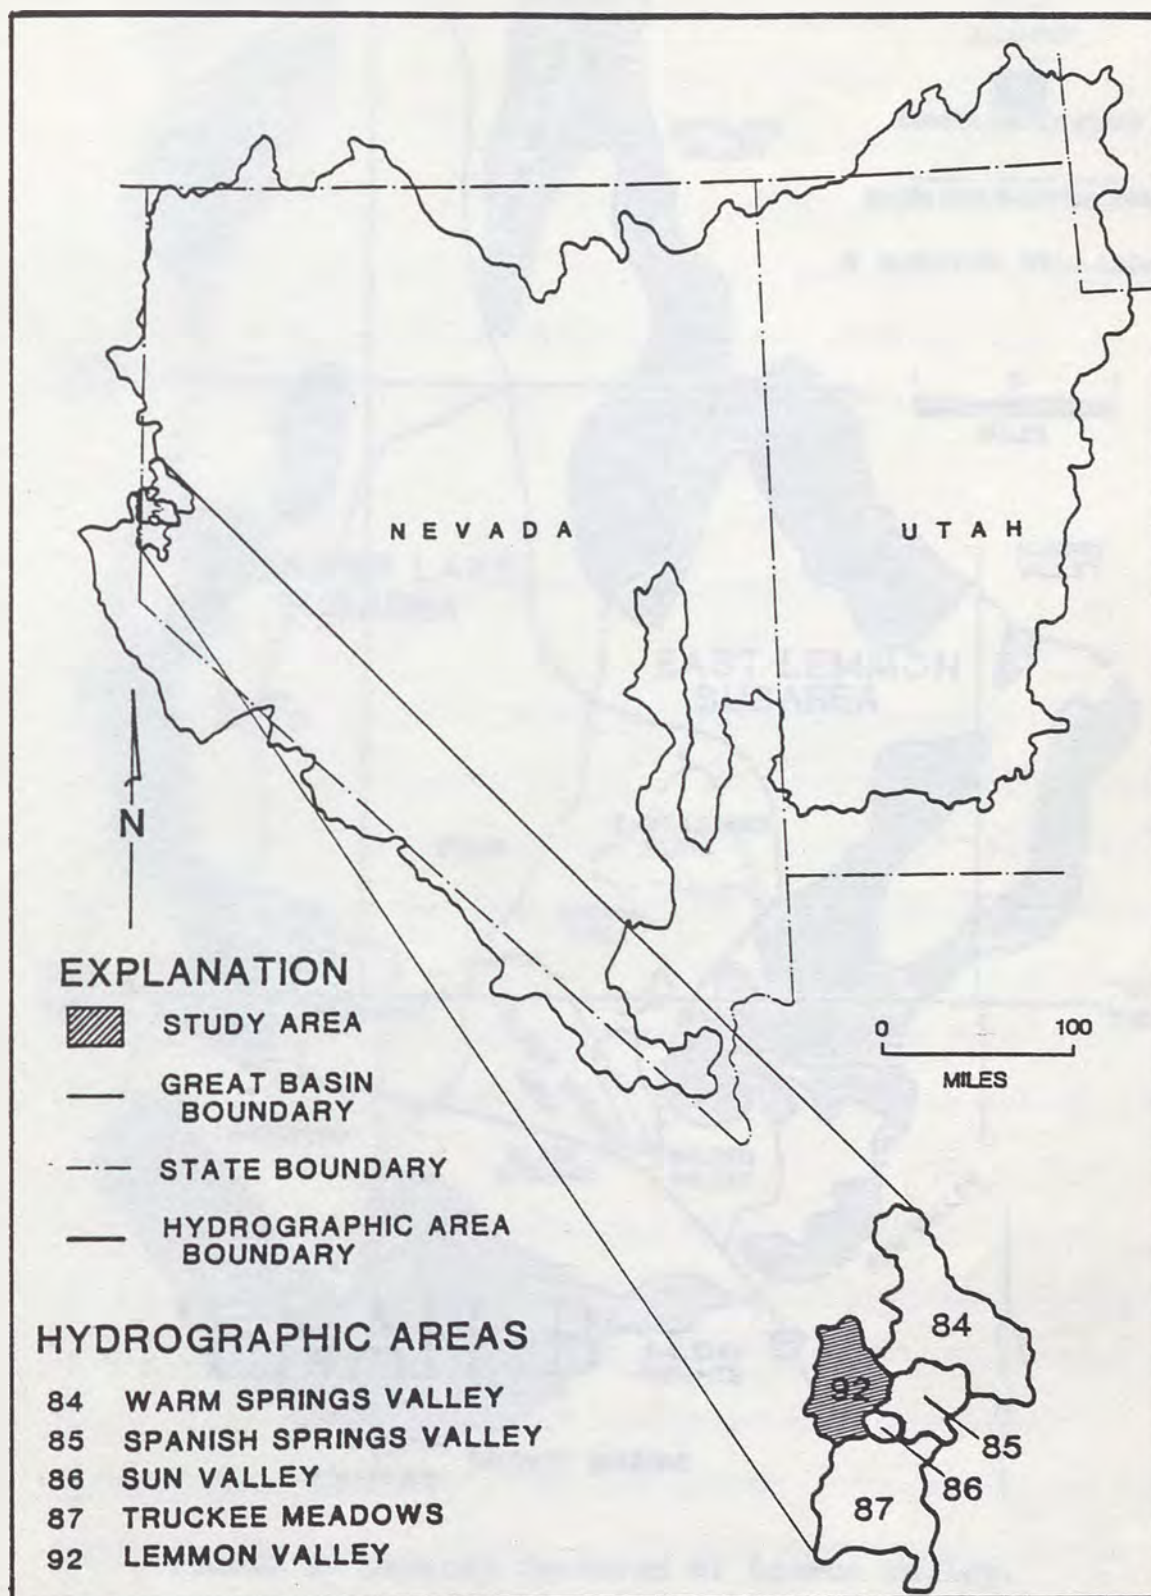 NEVADA
UTAH
N
0 100
MILES
EXPLANATION
STUDY AREA
GREAT BASIN
BOUNDARY
STATE BOUNDARY
HYDROGRAPHIC AREA
BOUNDARY
HYDROGRAPHIC AREAS
84 WARM SPRINGS VALLEY
85 SPANISH SPRINGS VALLEY
86 SUN VALLEY
87 TRUCKEE MEADOWS
92 LEMMON VALLEY
84
92
85
86
87